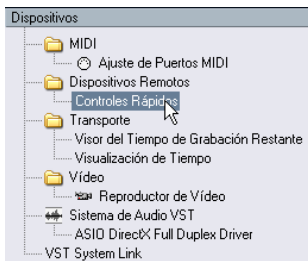 Dispositivos
MIDI
Ajuste de Puertos MIDI
Dispositivos Remotos
Controles Rápidos
Transporte
Visor del Tiempo de Grabación Restante
Visualización de Tiempo
Vídeo
Reproductor de Vídeo
Sistema de Audio VST
ASIO DirectX Full Duplex Driver
VST System Link